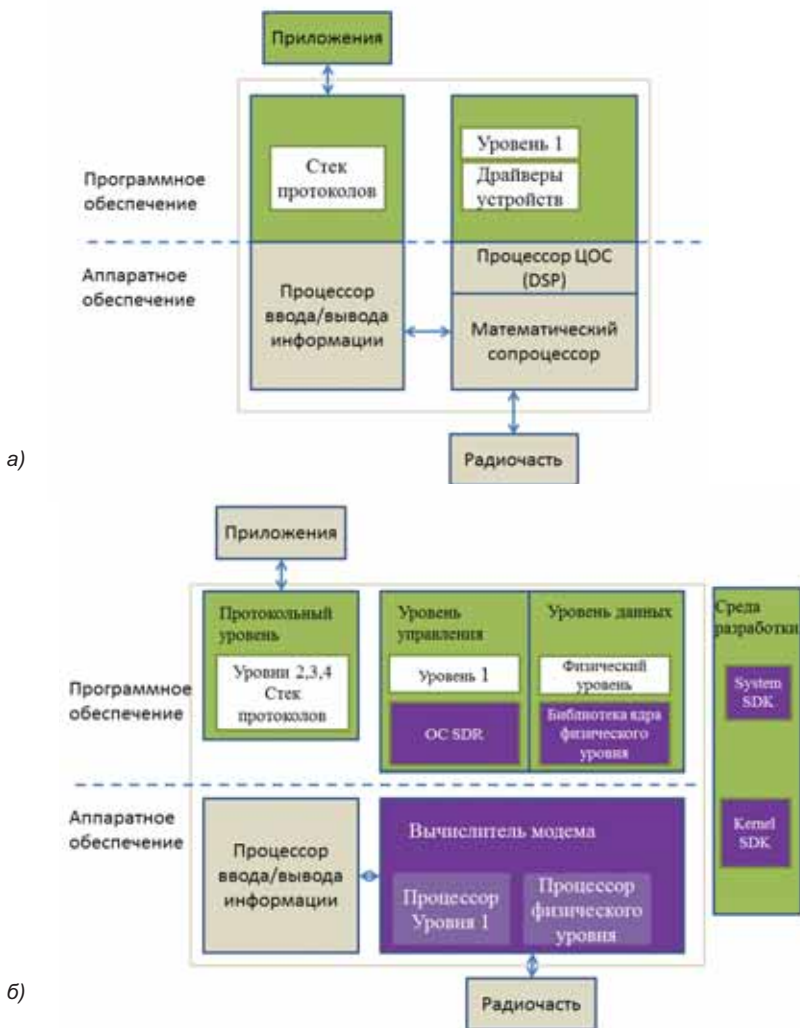 Приложения
Стек
протоколов
Уровень 1
Драйверы
устройств
Программное
обеспечение
Аппаратное
обеспечение
Процессор
ввода/вывода
информации
Процессор ЦОС
(DSP)
Математический
сопроцессор
Радиочасть
а)
Приложения
Протокольный
уровень
Уровни 2,3,4
Стек
протоколов
Уровень
управления
Уровень 1
ОС SDR
Уровень данных
Физический
уровень
Библиотека ядра
физического
уровня
Среда
разработки
System
SDK
Kernel
SDK
Программное
обеспечение
Аппаратное
обеспечение
Процессор
ввода/вывода
информации
Вычислитель модема
Процессор
Уровня 1
Процессор
физического
уровня
Радиочасть
б)